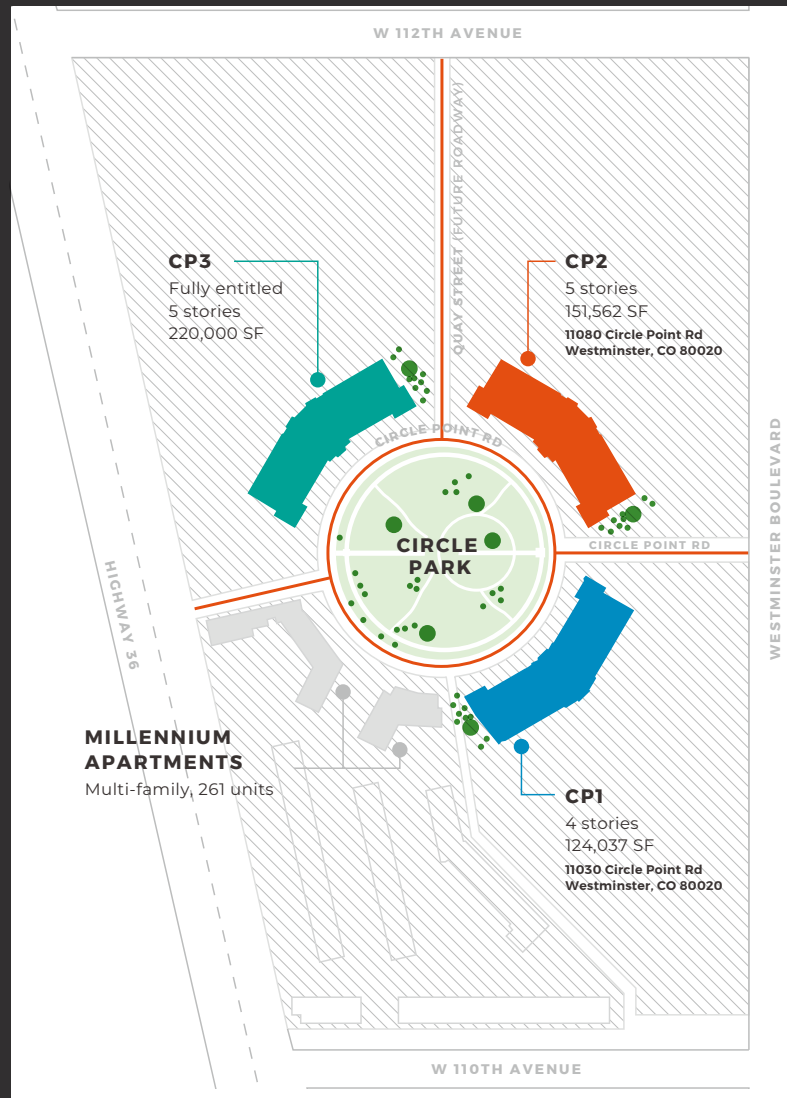 W 112TH AVENUE
QUAY STREET (FUTURE ROADWAY)
CP3
Fully entitled
5 stories
220,000 SF
CP2
5 stories
151,562 SF
11080 Circle Point Rd
Westminster, CO 80020
CIRCLE POINT RD
CIRCLE
PARK
CIRCLE POINT RD
WESTMINSTER BOULEVARD
HIGHWAY 36
MILLENNIUM
APARTMENTS
Multi-family, 261 units
CP1
4 stories
124,037 SF
11030 Circle Point Rd
Westminster, CO 80020
W 110TH AVENUE